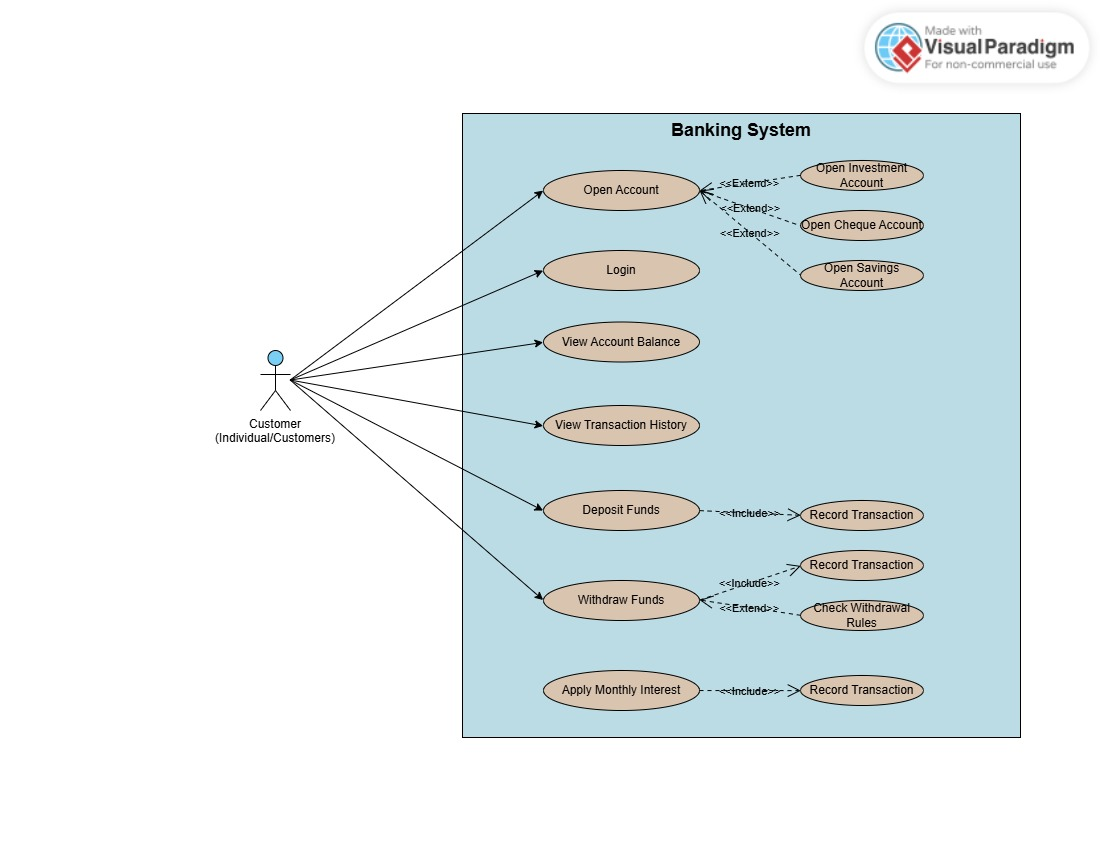 Made with
Visual Paradigm
For non-commercial use
Banking System
Open Account
<<Extend>>
Open Investment
Account
<<Extend>>
Open Cheque Account
<<Extend>>
Open Savings
Account
Login
View Account Balance
Customer
(Individual/Customers)
View Transaction History
Deposit Funds
<<Include>>
Record Transaction
Withdraw Funds
<<Include>>
Record Transaction
<<Extend>>
Check Withdrawal
Rules
Apply Monthly Interest
<<Include>>
Record Transaction